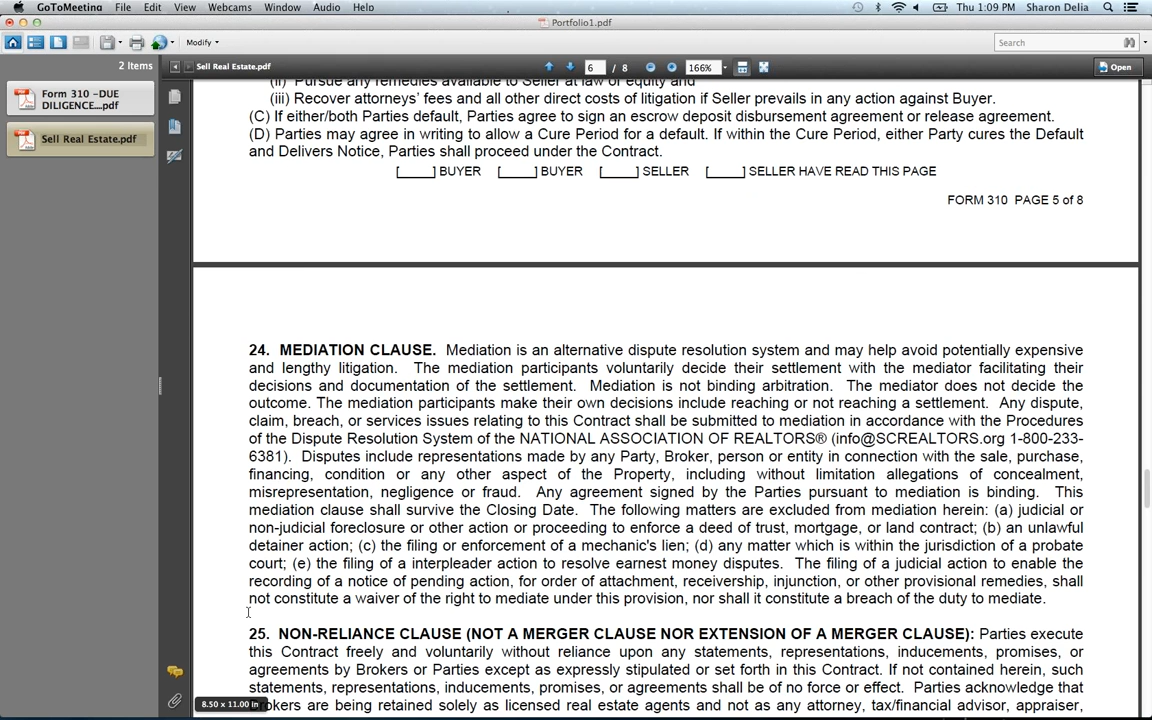 GoToMeeting File Edit View Webcams Window Audio Help Thu 1:09 PM Sharon Delia
Portfolio1.pdf
Modify Search
2 Items Sell Real Estate.pdf 6 / 8 166% Open
Form 310 -DUE
DILIGENCE....pdf
Sell Real Estate.pdf
(ii) Pursue any remedies available to Seller at law or equity and
(iii) Recover attorneys' fees and all other direct costs of litigation if Seller prevails in any action against Buyer.
(C) If either/both Parties default, Parties agree to sign an escrow deposit disbursement agreement or release agreement.
(D) Parties may agree in writing to allow a Cure Period for a default. If within the Cure Period, either Party cures the Default
and Delivers Notice, Parties shall proceed under the Contract.
[____] BUYER [____] BUYER [____] SELLER [____] SELLER HAVE READ THIS PAGE
FORM 310 PAGE 5 of 8
24. MEDIATION CLAUSE. Mediation is an alternative dispute resolution system and may help avoid potentially expensive
and lengthy litigation. The mediation participants voluntarily decide their settlement with the mediator facilitating their
decisions and documentation of the settlement. Mediation is not binding arbitration. The mediator does not decide the
outcome. The mediation participants make their own decisions include reaching or not reaching a settlement. Any dispute,
claim, breach, or services issues relating to this Contract shall be submitted to mediation in accordance with the Procedures
of the Dispute Resolution System of the NATIONAL ASSOCIATION OF REALTORS® (info@SCREALTORS.org 1-800-233-
6381). Disputes include representations made by any Party, Broker, person or entity in connection with the sale, purchase,
financing, condition or any other aspect of the Property, including without limitation allegations of concealment,
misrepresentation, negligence or fraud. Any agreement signed by the Parties pursuant to mediation is binding. This
mediation clause shall survive the Closing Date. The following matters are excluded from mediation herein: (a) judicial or
non-judicial foreclosure or other action or proceeding to enforce a deed of trust, mortgage, or land contract; (b) an unlawful
detainer action; (c) the filing or enforcement of a mechanic's lien; (d) any matter which is within the jurisdiction of a probate
court; (e) the filing of a interpleader action to resolve earnest money disputes. The filing of a judicial action to enable the
recording of a notice of pending action, for order of attachment, receivership, injunction, or other provisional remedies, shall
not constitute a waiver of the right to mediate under this provision, nor shall it constitute a breach of the duty to mediate.
25. NON-RELIANCE CLAUSE (NOT A MERGER CLAUSE NOR EXTENSION OF A MERGER CLAUSE): Parties execute
this Contract freely and voluntarily without reliance upon any statements, representations, inducements, promises, or
agreements by Brokers or Parties except as expressly stipulated or set forth in this Contract. If not contained herein, such
statements, representations, inducements, promises, or agreements shall be of no force or effect. Parties acknowledge that
8.50 x 11.00 in
are being retained solely as licensed real estate agents and not as any attorney, tax/financial advisor, appraiser,